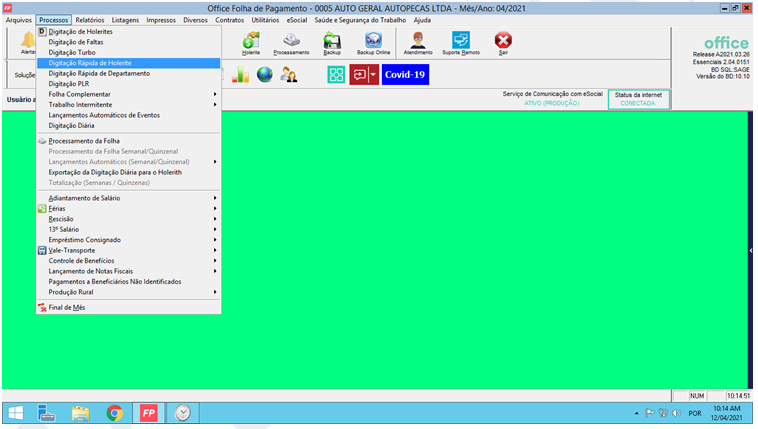 FP
Office Folha de Pagamento - 0005 AUTO GERAL AUTOPECAS LTDA - Mês/Ano: 04/2021
Arquivos Processos Relatórios Listagens Impressos Diversos Contratos Utilitários eSocial Saúde e Segurança do Trabalho Ajuda
Alertas
Holerite Processamento Backup Backup Online Atendimento Suporte Remoto Sair
office
Release A2021.03.26
Essenciais 2.04.0151
BD SQL:SAGE
Versão do BD:10.10
Soluçõe
Covid-19
Usuário a
Serviço de Comunicação com eSocial
ATIVO (PRODUÇÃO)
Status da internet
CONECTADA
D Digitação de Holerites
Digitação de Faltas
Digitação Turbo
Digitação Rápida de Holerite
Digitação Rápida de Departamento
Digitação PLR
Folha Complementar
Trabalho Intermitente
Lançamentos Automáticos de Eventos
Digitação Diária
Processamento da Folha
Processamento da Folha Semanal/Quinzenal
Lançamentos Automáticos (Semanal/Quinzenal)
Exportação da Digitação Diária para o Holerith
Totalização (Semanas / Quinzenas)
Adiantamento de Salário
Férias
Rescisão
13º Salário
Empréstimo Consignado
Vale-Transporte
Controle de Benefícios
Lançamento de Notas Fiscais
Pagamentos a Beneficiários Não Identificados
Produção Rural
Final de Mês
NUM 10:14:51
FP
POR
10:14 AM
12/04/2021